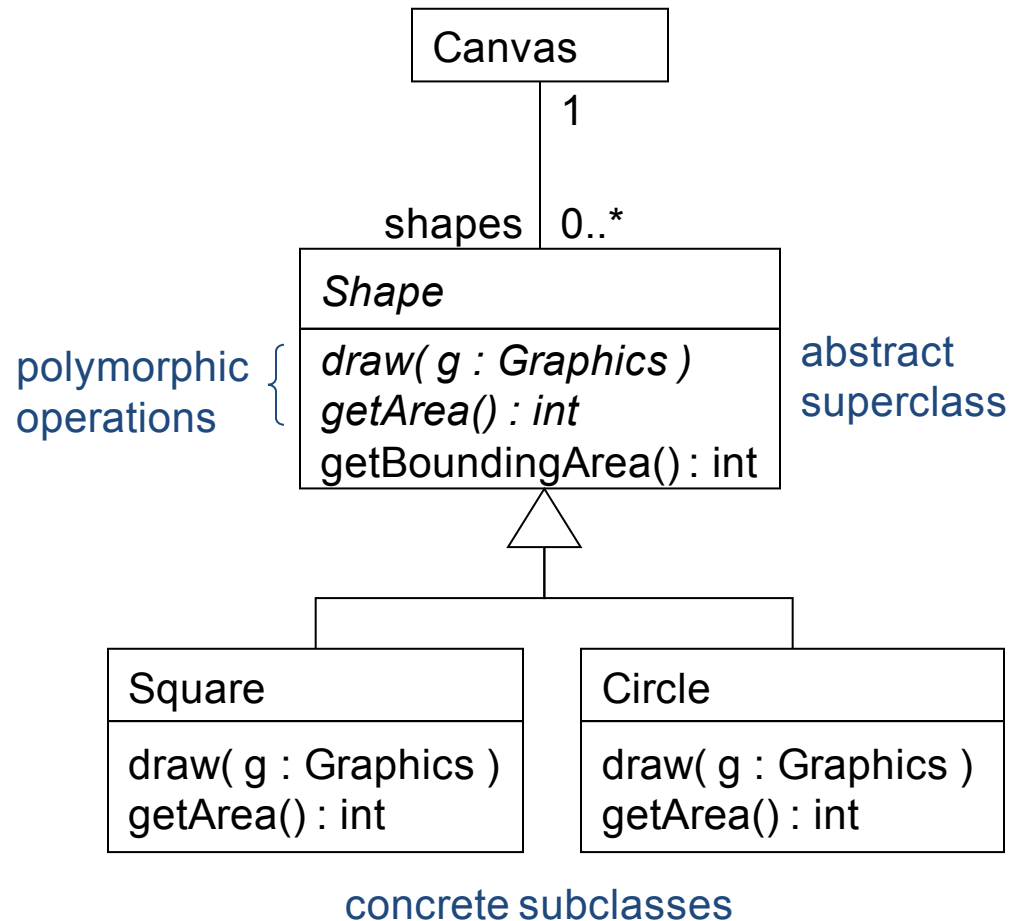 Canvas
1
shapes 0..*
Shape
polymorphic
operations
draw( g : Graphics )
getArea() : int
getBoundingArea() : int
abstract
superclass
Square
draw( g : Graphics )
getArea() : int
Circle
draw( g : Graphics )
getArea() : int
concrete subclasses